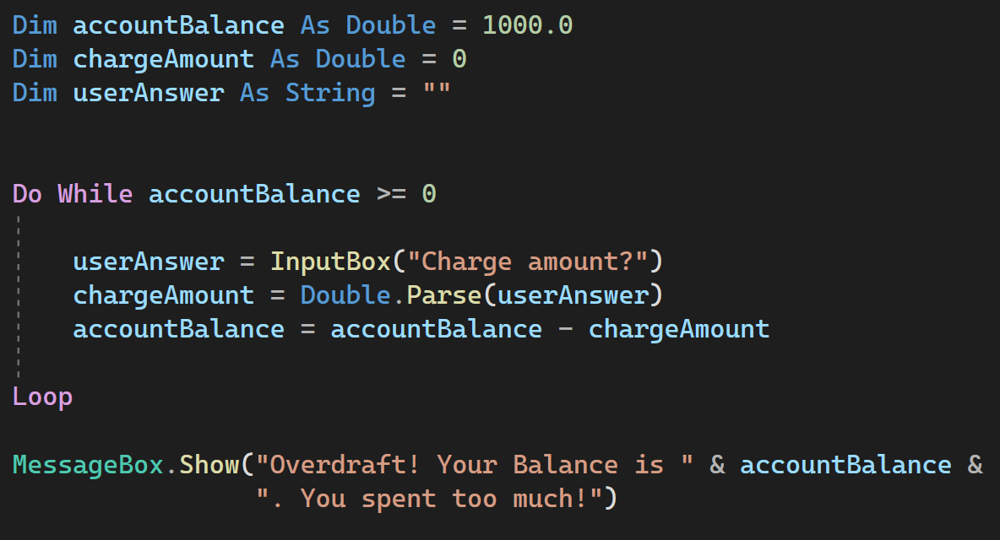 Dim accountBalance As Double = 1000.0
Dim chargeAmount As Double = 0
Dim userAnswer As String = ""
Do While accountBalance >= 0
userAnswer = InputBox("Charge amount?")
chargeAmount = Double.Parse(userAnswer)
accountBalance = accountBalance - chargeAmount
Loop
MessageBox.Show("Overdraft! Your Balance is " & accountBalance &
". You spent too much!")